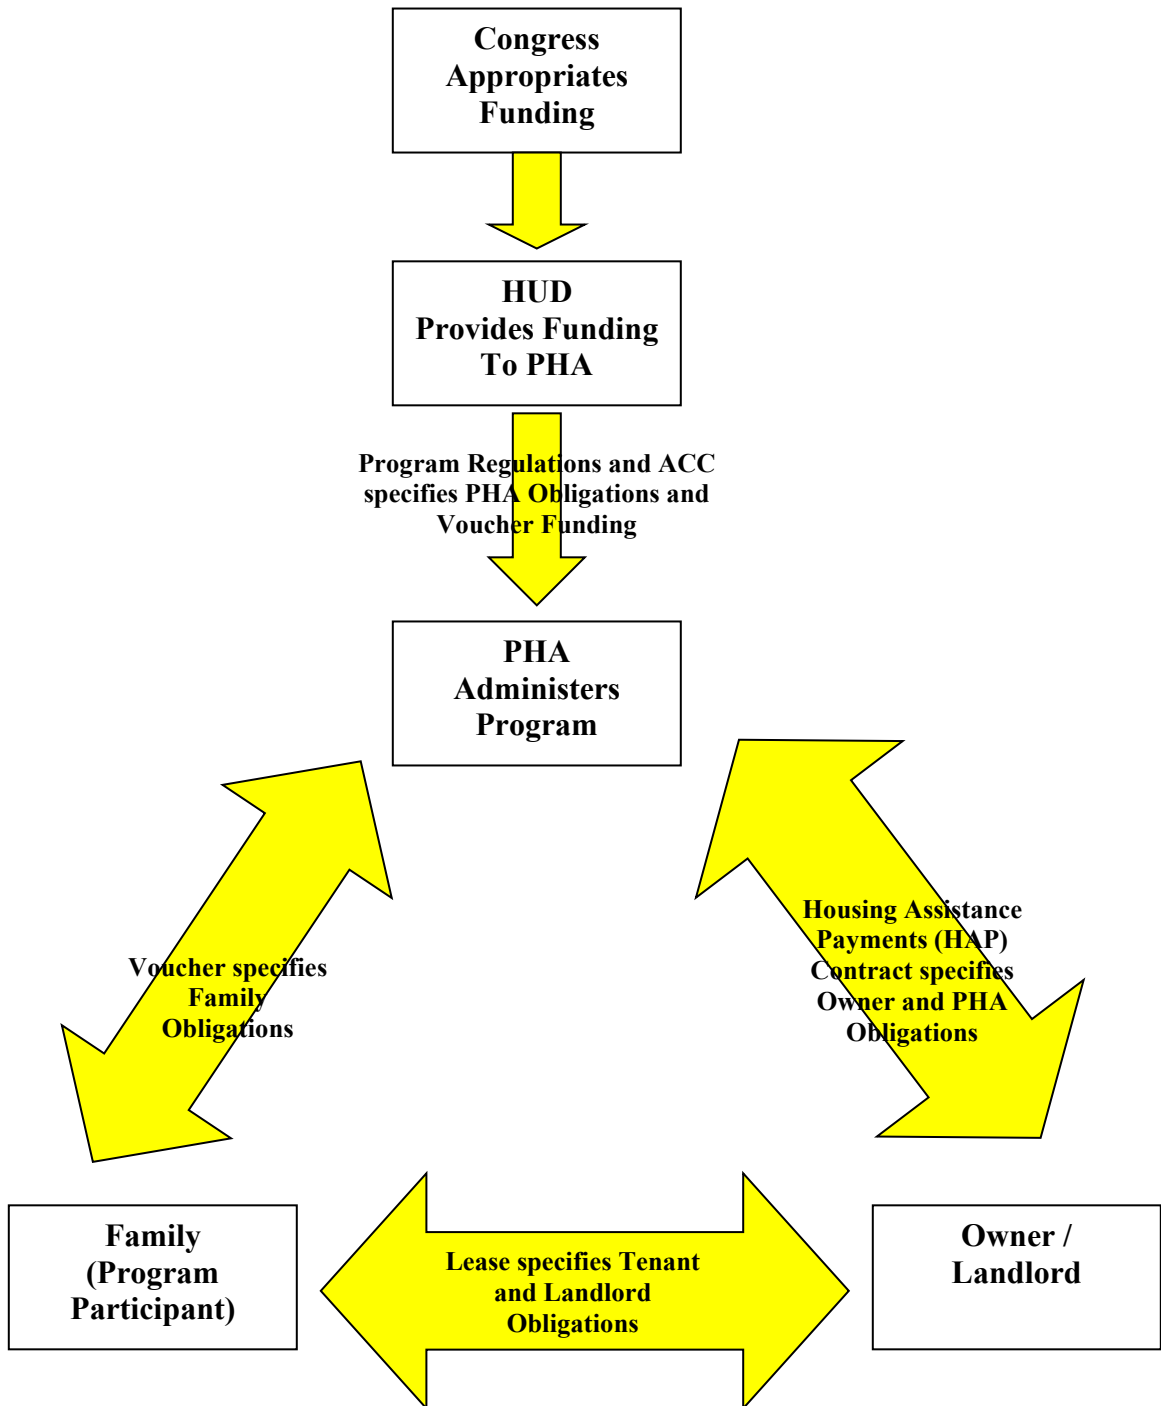 Congress
Appropriates
Funding
HUD
Provides Funding
To PHA
Program Regulations and ACC
specifies PHA Obligations and
Voucher Funding
PHA
Administers
Program
Voucher specifies
Family
Obligations
Housing Assistance
Payments (HAP)
Contract specifies
Owner and PHA
Obligations
Family
(Program
Participant)
Lease specifies Tenant
and Landlord
Obligations
Owner /
Landlord